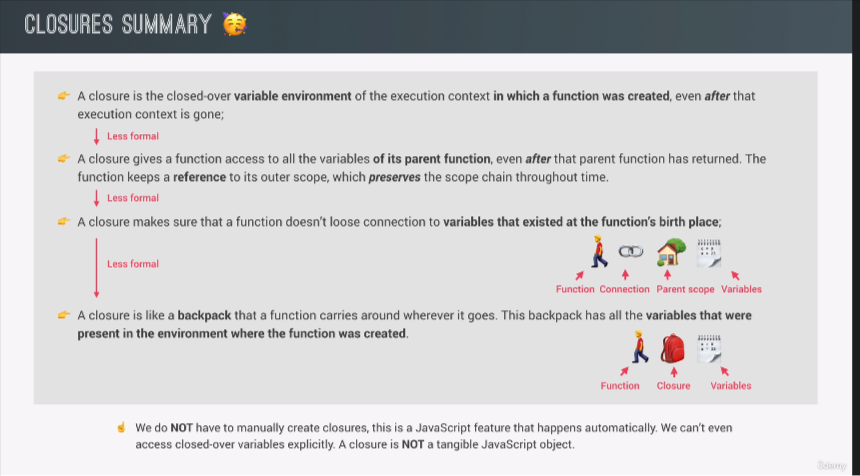 CLOSURES SUMMARY
A closure is the closed-over variable environment of the execution context in which a function was created, even after that
execution context is gone;
Less formal
A closure gives a function access to all the variables of its parent function, even after that parent function has returned. The
function keeps a reference to its outer scope, which preserves the scope chain throughout time.
Less formal
A closure makes sure that a function doesn't loose connection to variables that existed at the function's birth place;
Less formal
Function Connection Parent scope Variables
A closure is like a backpack that a function carries around wherever it goes. This backpack has all the variables that were
present in the environment where the function was created.
Function Closure Variables
We do NOT have to manually create closures, this is a JavaScript feature that happens automatically. We can't even
access closed-over variables explicitly. A closure is NOT a tangible JavaScript object.
Udemy